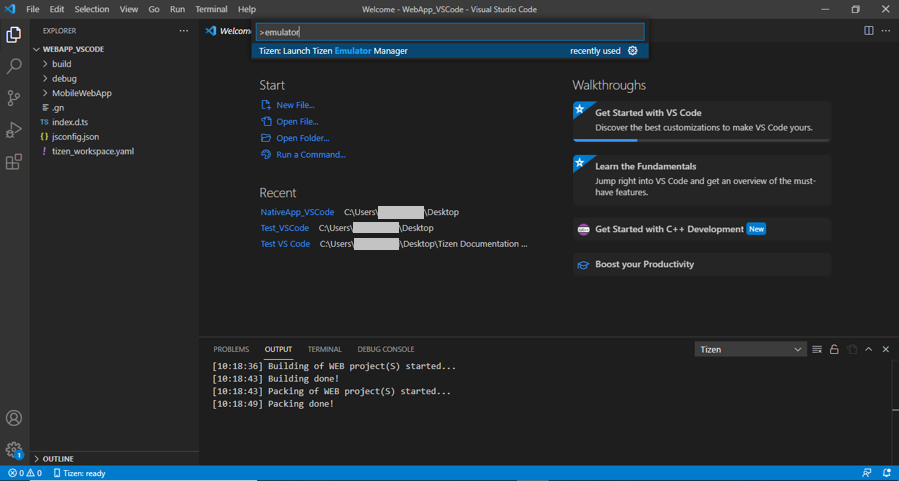 File Edit Selection View Go Run Terminal Help
Welcome - WebApp_VSCode - Visual Studio Code
EXPLORER
Welcome
>emulator
Tizen: Launch Tizen Emulator Manager recently used
WEBAPP_VSCODE
build
debug
MobileWebApp
.gn
TS index.d.ts
{} jsconfig.json
! tizen_workspace.yaml
Start
New File...
Open File...
Open Folder...
Run a Command...
Recent
NativeApp_VSCode C:\Users\ \Desktop
Test_VSCode C:\Users\ \Desktop
Test VS Code C:\Users\ \Desktop\Tizen Documentation ...
Walkthroughs
Get Started with VS Code
Discover the best customizations to make VS Code yours.
Learn the Fundamentals
Jump right into VS Code and get an overview of the must-
have features.
Get Started with C++ Development New
Boost your Productivity
PROBLEMS OUTPUT TERMINAL DEBUG CONSOLE
Tizen
[10:18:36] Building of WEB project(S) started...
[10:18:43] Building done!
[10:18:43] Packing of WEB project(S) started...
[10:18:49] Packing done!
1
OUTLINE
0 0 Tizen: ready